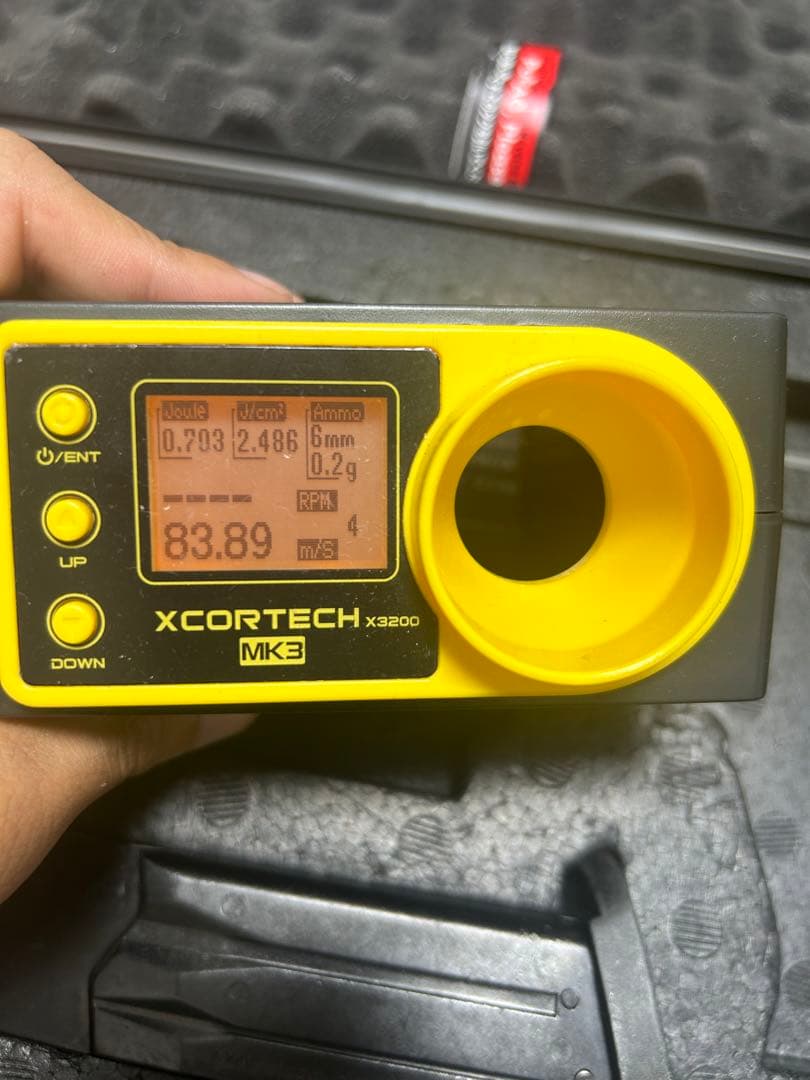 Joule J/cm² Ammo
0.703 2.486 6mm
0.2g
---- RPM
83.89 m/S 4
⏻/ENT
UP
DOWN
XCORTECH X3200
MK3